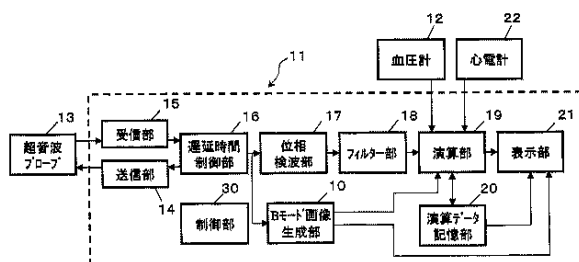 12
22
血圧計
心電計
11
13
15
16
17
18
19
21
超音波
プローブ
受信部
送信部
14
遅延時間
制御部
位相
検波部
フィルター部
演算部
表示部
30
制御部
10
Bモード画像
生成部
20
演算データ
記憶部